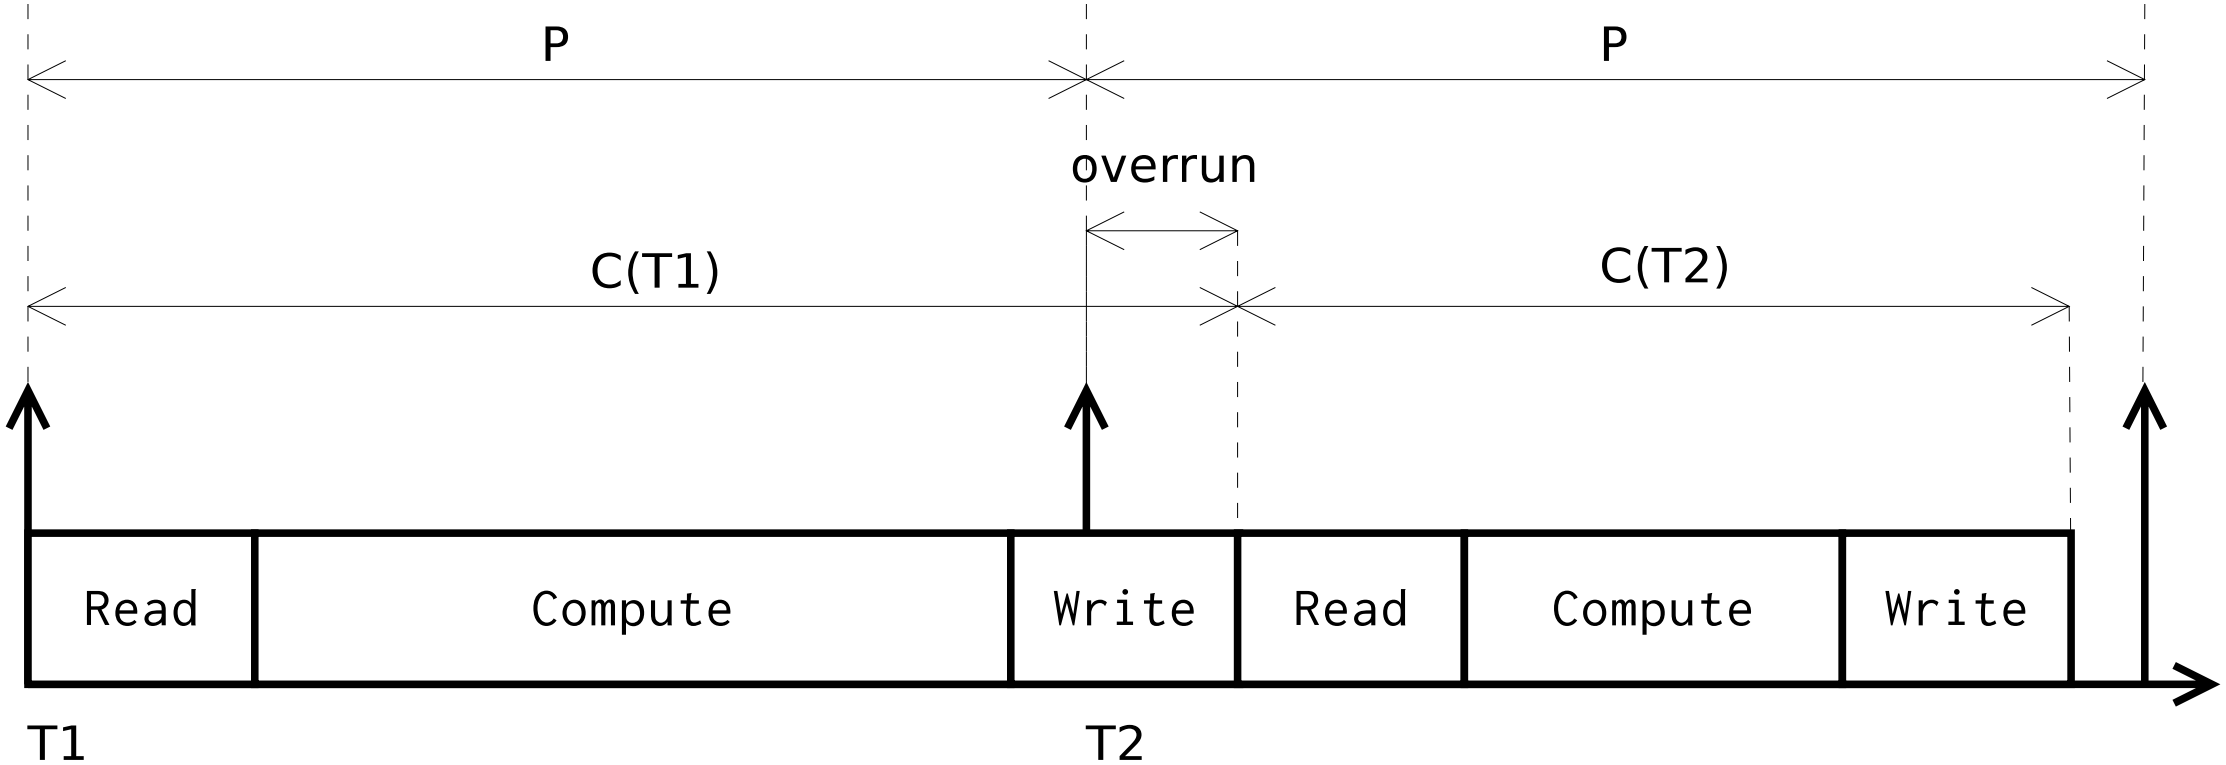 P P
overrun
C(T1) C(T2)
Read Compute Write Read Compute Write
T1 T2